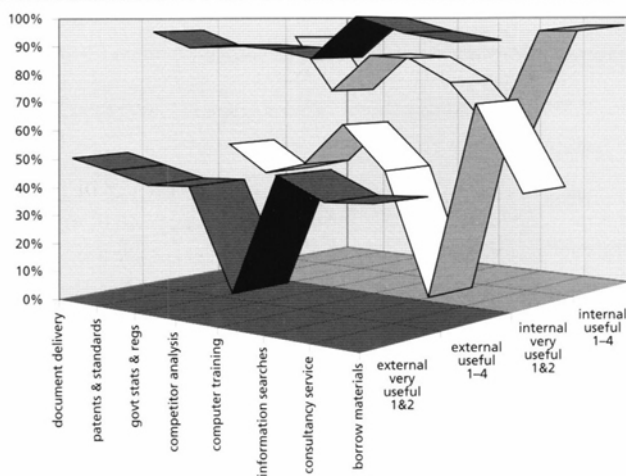 100%
90%
80%
70%
60%
50%
40%
30%
20%
10%
0%
document delivery
patents & standards
govt stats & regs
competitor analysis
computer training
information searches
consultancy service
borrow materials
external
very
useful
1&2
external
useful
1–4
internal
very
useful
1&2
internal
useful
1–4